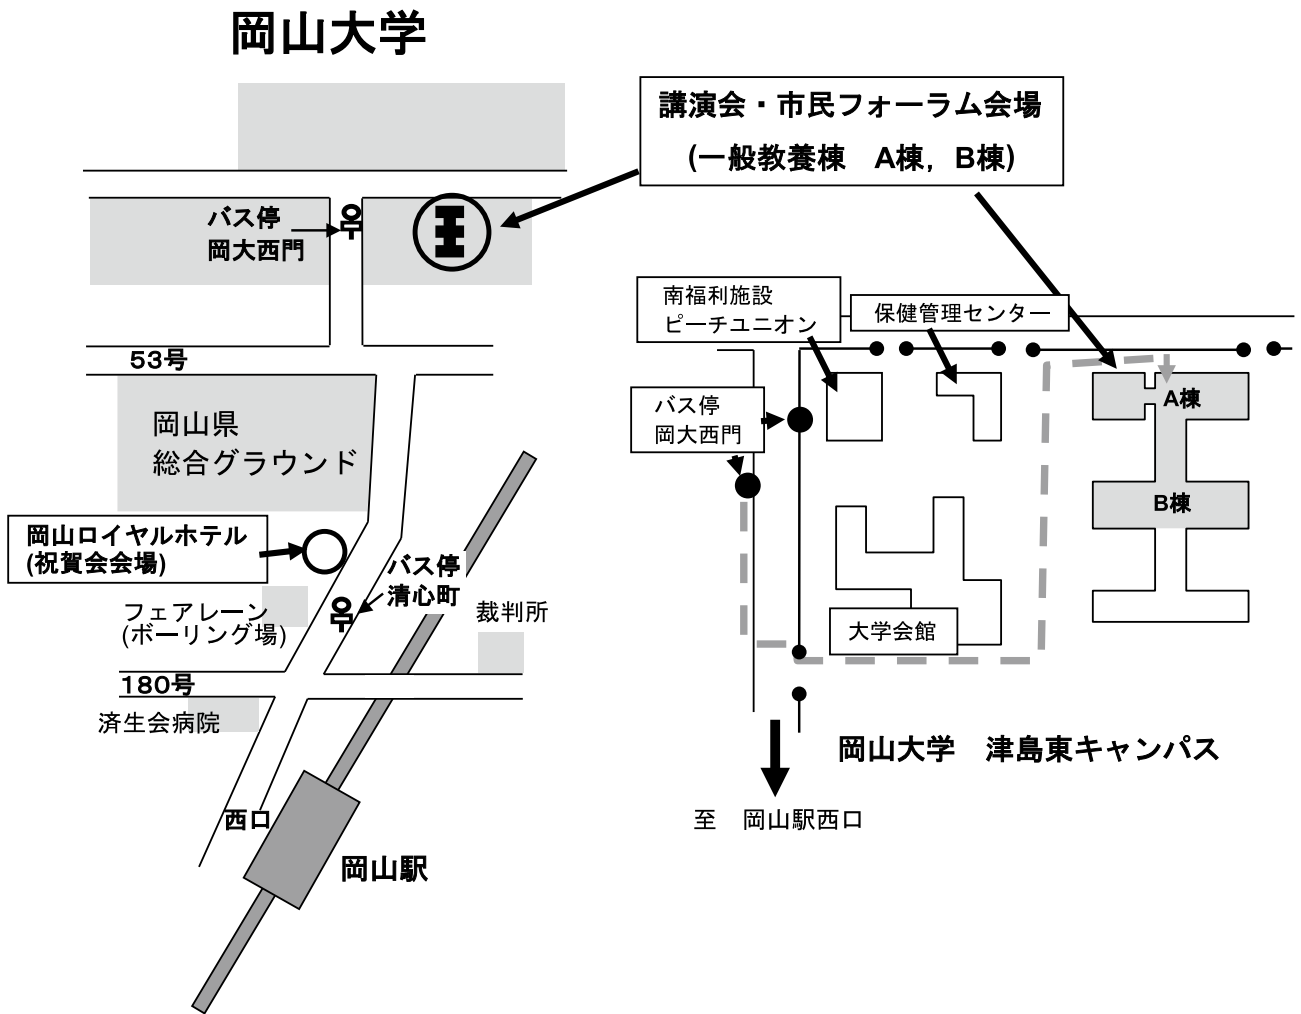 岡山大学
講演会・市民フォーラム会場
(一般教養棟　A棟，B棟)
バス停
岡大西門
53号
岡山県
総合グラウンド
岡山ロイヤルホテル
(祝賀会会場)
バス停
清心町
フェアレーン
(ボーリング場)
裁判所
180号
済生会病院
西口
岡山駅
南福利施設
ピーチユニオン
保健管理センター
バス停
岡大西門
A棟
B棟
大学会館
岡山大学　津島東キャンパス
至　岡山駅西口